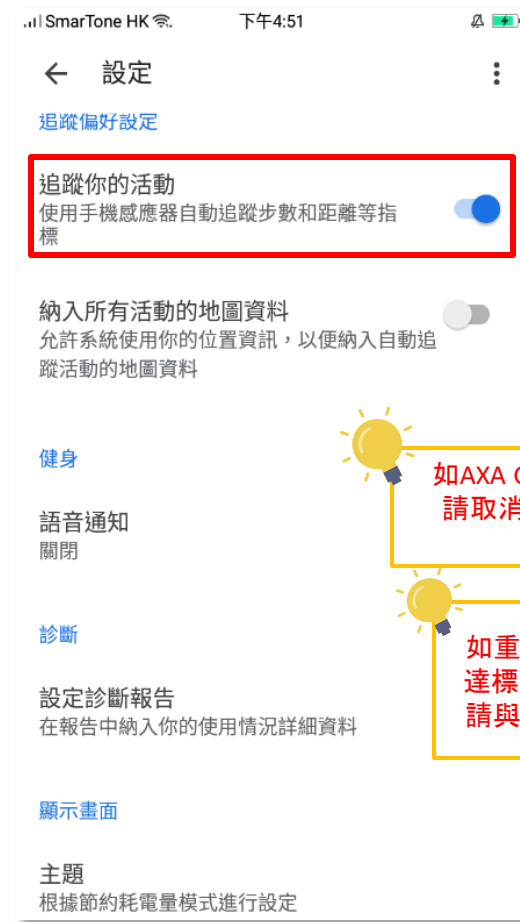 SmarTone HK 下午4:51
設定
追蹤偏好設定
追蹤你的活動
使用手機感應器自動追蹤步數和距離等指
標
納入所有活動的地圖資料
允許系統使用你的位置資訊，以便納入自動追
蹤活動的地圖資料
健身
如AXA
請取消
語音通知
關閉
診斷
如重
達標
請與
設定診斷報告
在報告中納入你的使用情況詳細資料
顯示畫面
主題
根據節約耗電量模式進行設定